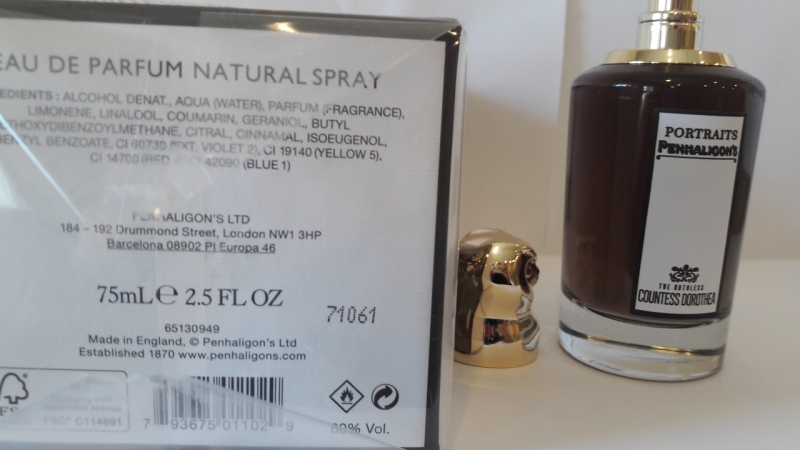 EAU DE PARFUM NATURAL SPRAY
EDIENTS : ALCOHOL DENAT., AQUA (WATER), PARFUM (FRAGRANCE),
LIMONENE, LINALOOL, COUMARIN, GERANIOL, BUTYL
THOXYDIBENZOYLMETHANE, CITRAL, CINNAMAL, ISOEUGENOL,
BENZYL BENZOATE, CI 60730 (EXT. VIOLET 2), CI 19140 (YELLOW 5),
CI 14700 (RED 42090 (BLUE 1)
PENHALIGON'S LTD
184 – 192 Drummond Street, London NW1 3HP
Barcelona 08902 Pl Europa 46
75mL℮ 2.5 FL OZ
71061
65130949
Made in England, © Penhaligon's Ltd
Established 1870 www.penhaligons.com
FSC® C114691
7 93675 01102 9
80% Vol.
PORTRAITS
PENHALIGON'S
THE RUTHLESS
COUNTESS DOROTHEA